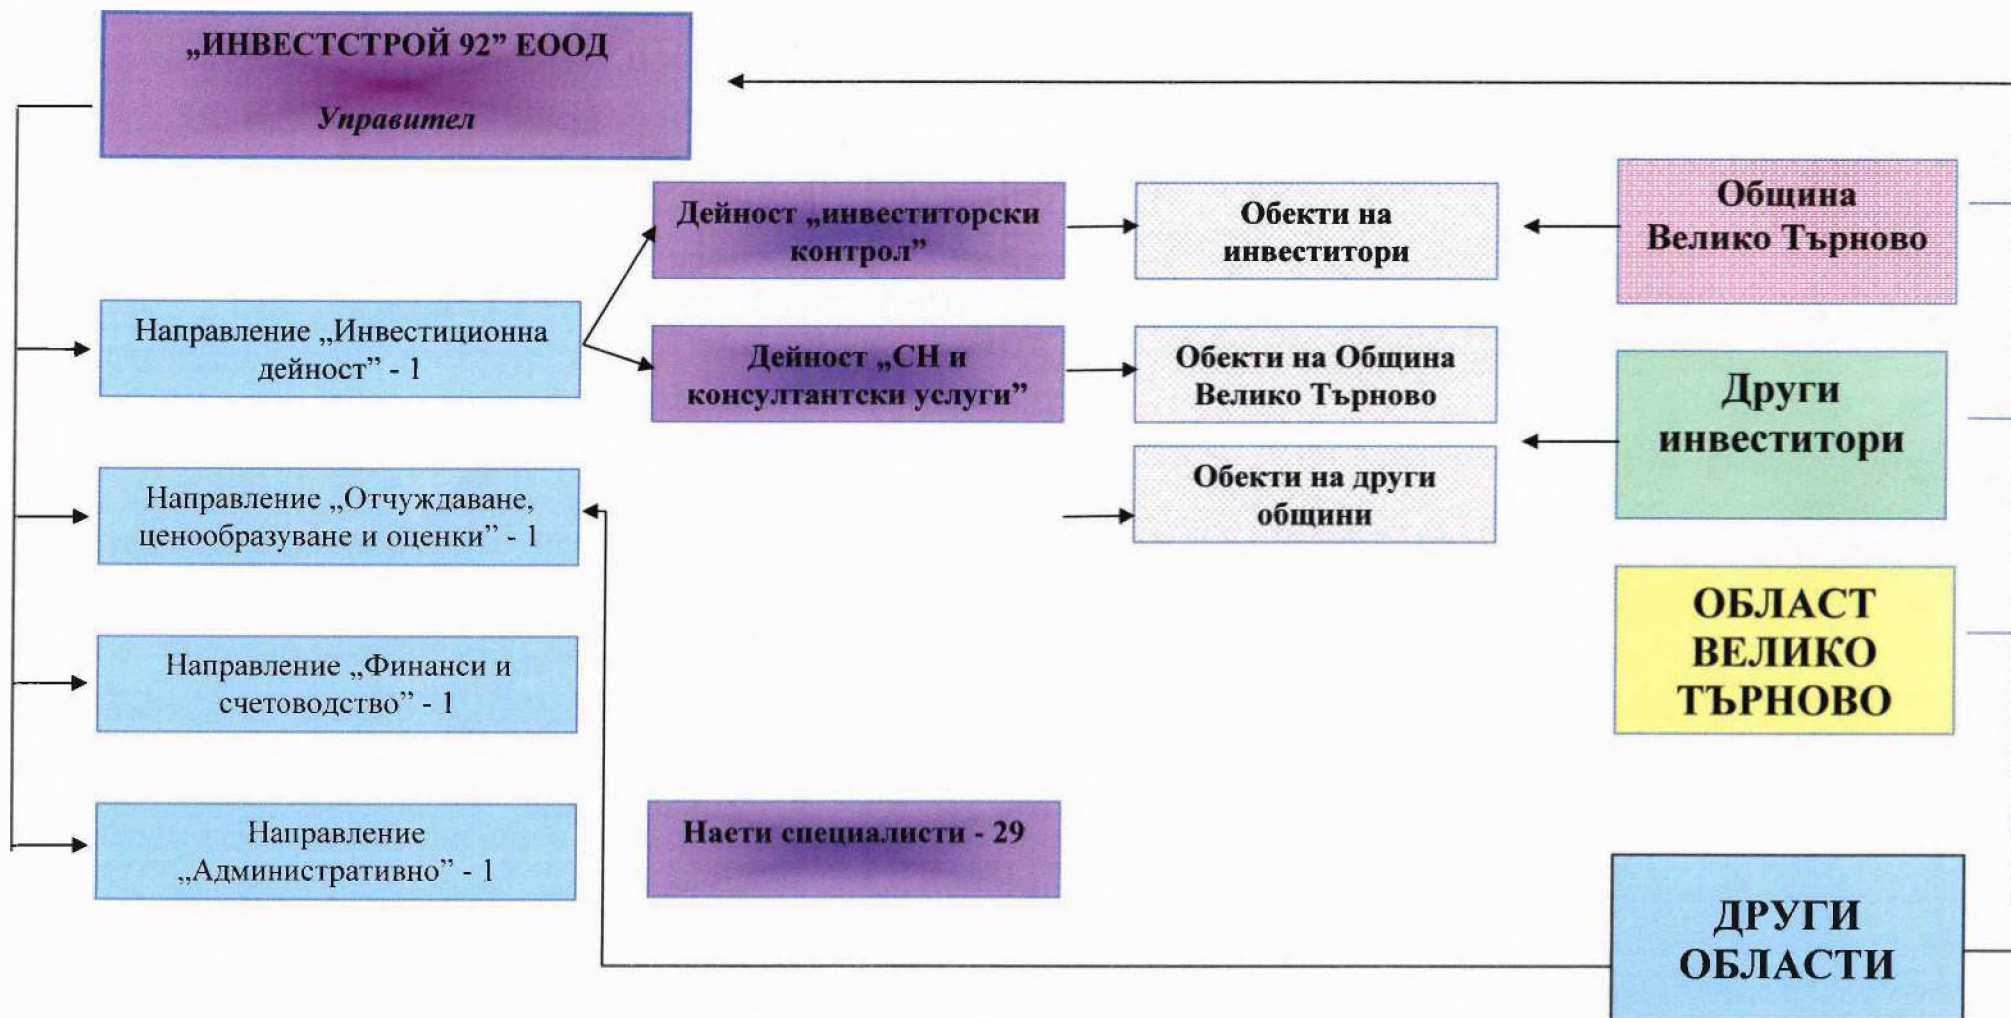 „ИНВЕСТСТРОЙ 92” ЕООД
Управител
Дейност „инвеститорски
контрол”
Обекти на
инвеститори
Община
Велико Търново
Направление „Инвестиционна
дейност” - 1
Дейност „СН и
консултантски услуги”
Обекти на Община
Велико Търново
Други
инвеститори
Направление „Отчуждаване,
ценообразуване и оценки” - 1
Обекти на други
общини
ОБЛАСТ
ВЕЛИКО
ТЪРНОВО
Направление „Финанси и
счетоводство” - 1
Направление
„Административно” - 1
Наети специалисти - 29
ДРУГИ
ОБЛАСТИ